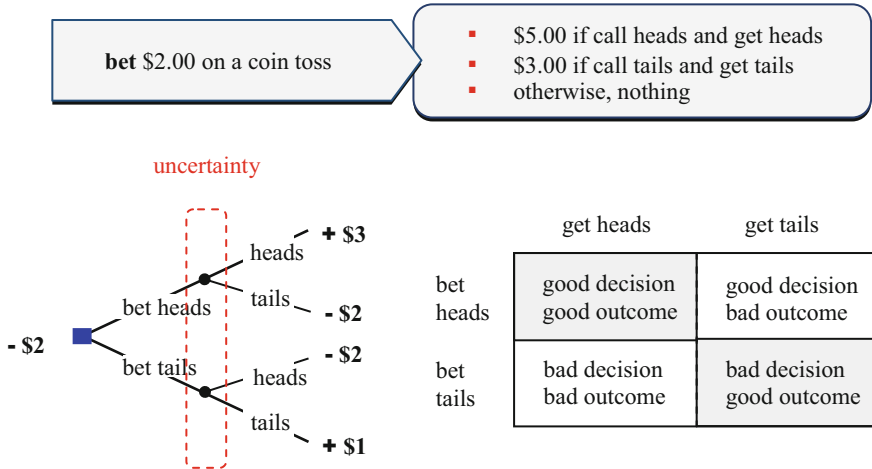 bet $2.00 on a coin toss
▪ $5.00 if call heads and get heads
▪ $3.00 if call tails and get tails
▪ otherwise, nothing
uncertainty
- $2
bet heads
bet tails
heads
+ $3
tails
- $2
heads
- $2
tails
+ $1
get heads
get tails
bet
heads
good decision
good outcome
good decision
bad outcome
bet
tails
bad decision
bad outcome
bad decision
good outcome